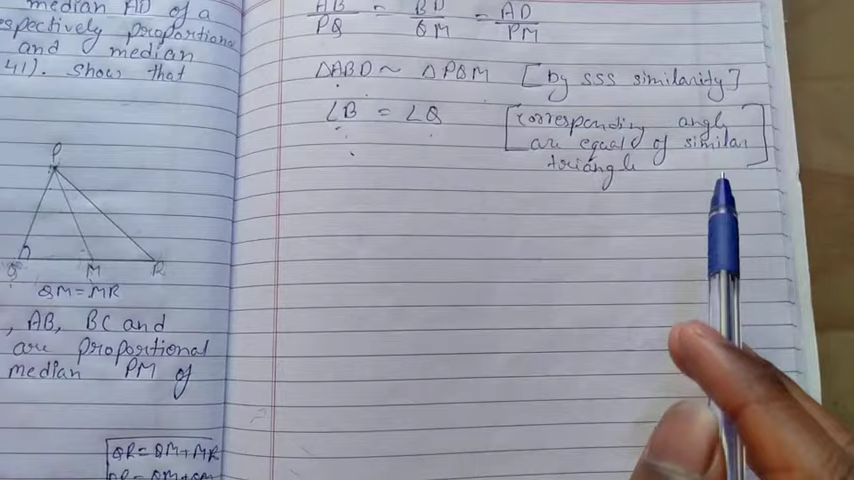 median AD of a
espectively proportiona
and median
41). show that
P
Q M R
QM = MR
, AB, BC and
are proportional
median PM of
QR = QM + MR
AB/PQ = BD/QM = AD/PM
△ABD ~ △PQM [by SSS similarity]
∠B = ∠Q [corresponding angle
are equal of similar
triangle]